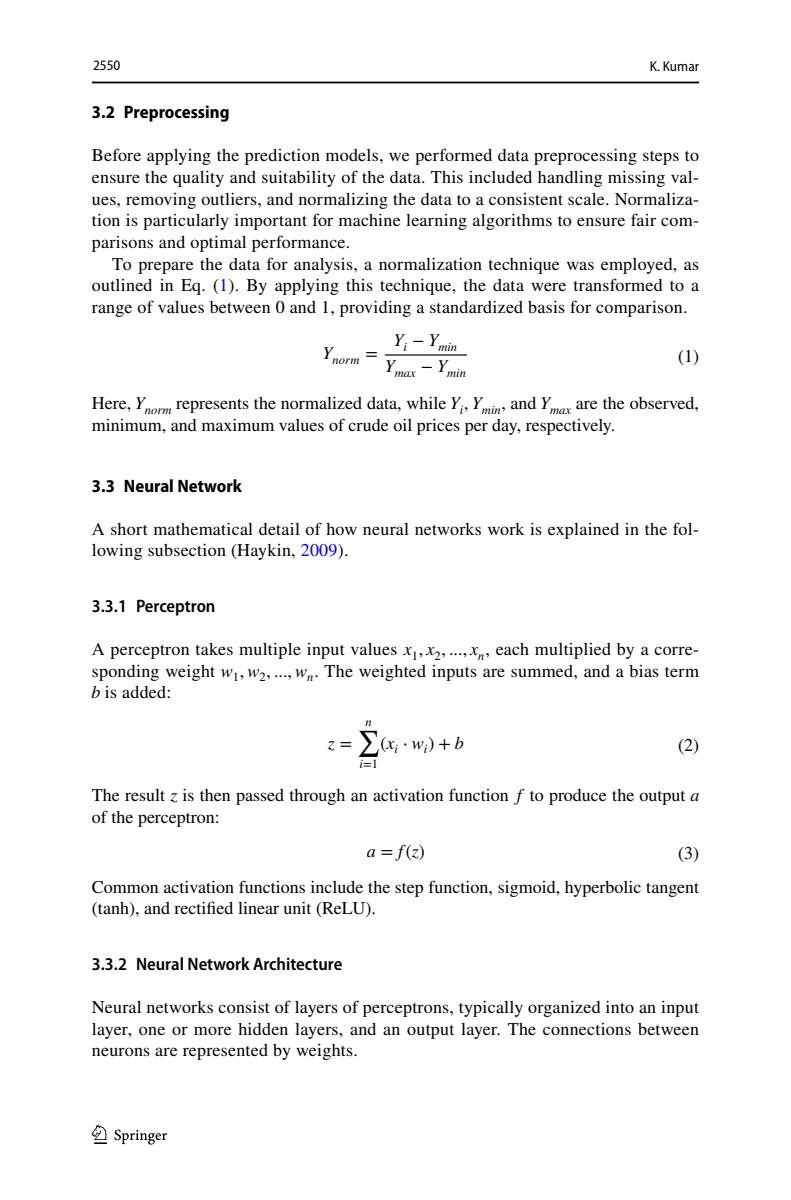 2550
K. Kumar
3.2 Preprocessing
Before applying the prediction models, we performed data preprocessing steps to
ensure the quality and suitability of the data. This included handling missing val-
ues, removing outliers, and normalizing the data to a consistent scale. Normaliza-
tion is particularly important for machine learning algorithms to ensure fair com-
parisons and optimal performance.
To prepare the data for analysis, a normalization technique was employed, as
outlined in Eq. (1). By applying this technique, the data were transformed to a
range of values between 0 and 1, providing a standardized basis for comparison.
Y_norm = (Y_i − Y_min) / (Y_max − Y_min) (1)
Here, Y_norm represents the normalized data, while Y_i, Y_min, and Y_max are the observed,
minimum, and maximum values of crude oil prices per day, respectively.
3.3 Neural Network
A short mathematical detail of how neural networks work is explained in the fol-
lowing subsection (Haykin, 2009).
3.3.1 Perceptron
A perceptron takes multiple input values x₁, x₂, ..., xₙ, each multiplied by a corre-
sponding weight w₁, w₂, ..., wₙ. The weighted inputs are summed, and a bias term
b is added:
z = ∑_{i=1}^{n} (x_i · w_i) + b (2)
The result z is then passed through an activation function f to produce the output a
of the perceptron:
a = f(z) (3)
Common activation functions include the step function, sigmoid, hyperbolic tangent
(tanh), and rectified linear unit (ReLU).
3.3.2 Neural Network Architecture
Neural networks consist of layers of perceptrons, typically organized into an input
layer, one or more hidden layers, and an output layer. The connections between
neurons are represented by weights.
Springer